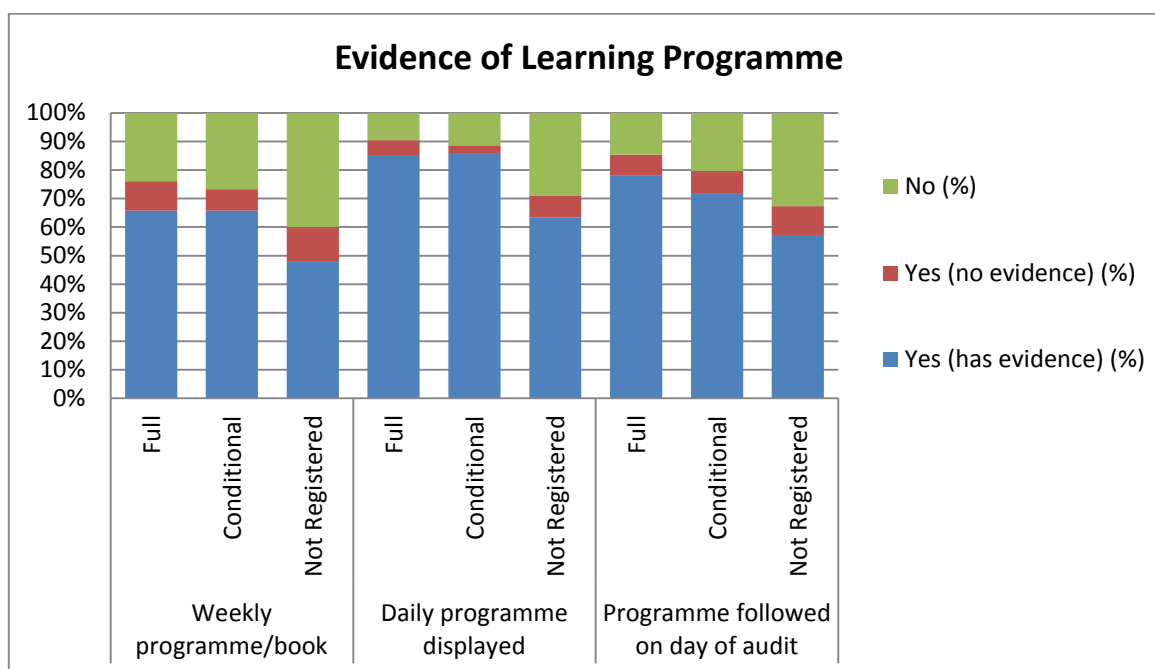 Evidence of Learning Programme
100%
90%
80%
70%
60%
50%
40%
30%
20%
10%
0%
No (%)
Yes (no evidence) (%)
Yes (has evidence) (%)
Full
Conditional
Not Registered
Full
Conditional
Not Registered
Full
Conditional
Not Registered
Weekly
programme/book
Daily programme
displayed
Programme followed
on day of audit